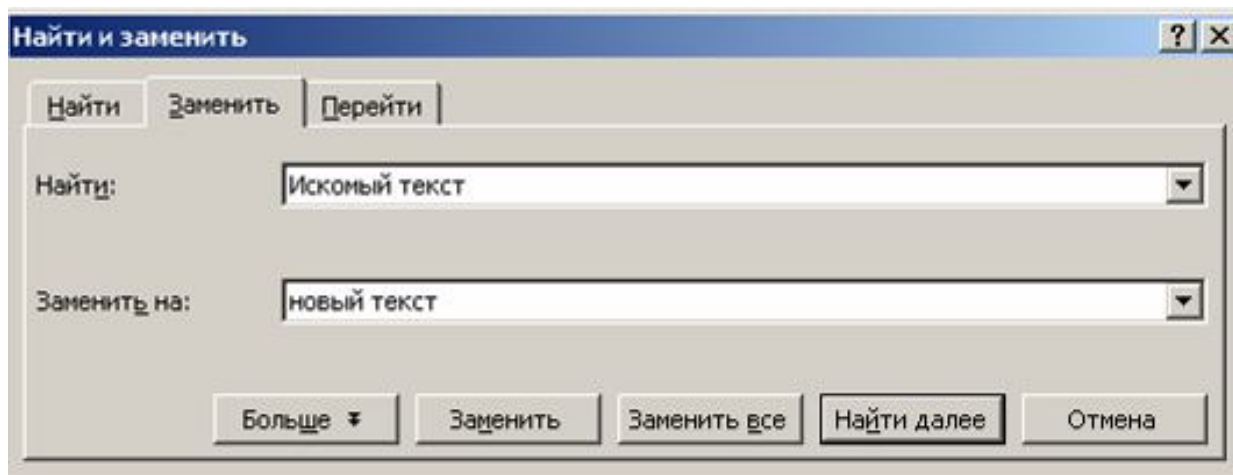 Найти и заменить
Найти Заменить Перейти
Найти: Искомый текст
Заменить на: новый текст
Больше Заменить Заменить все Найти далее Отмена